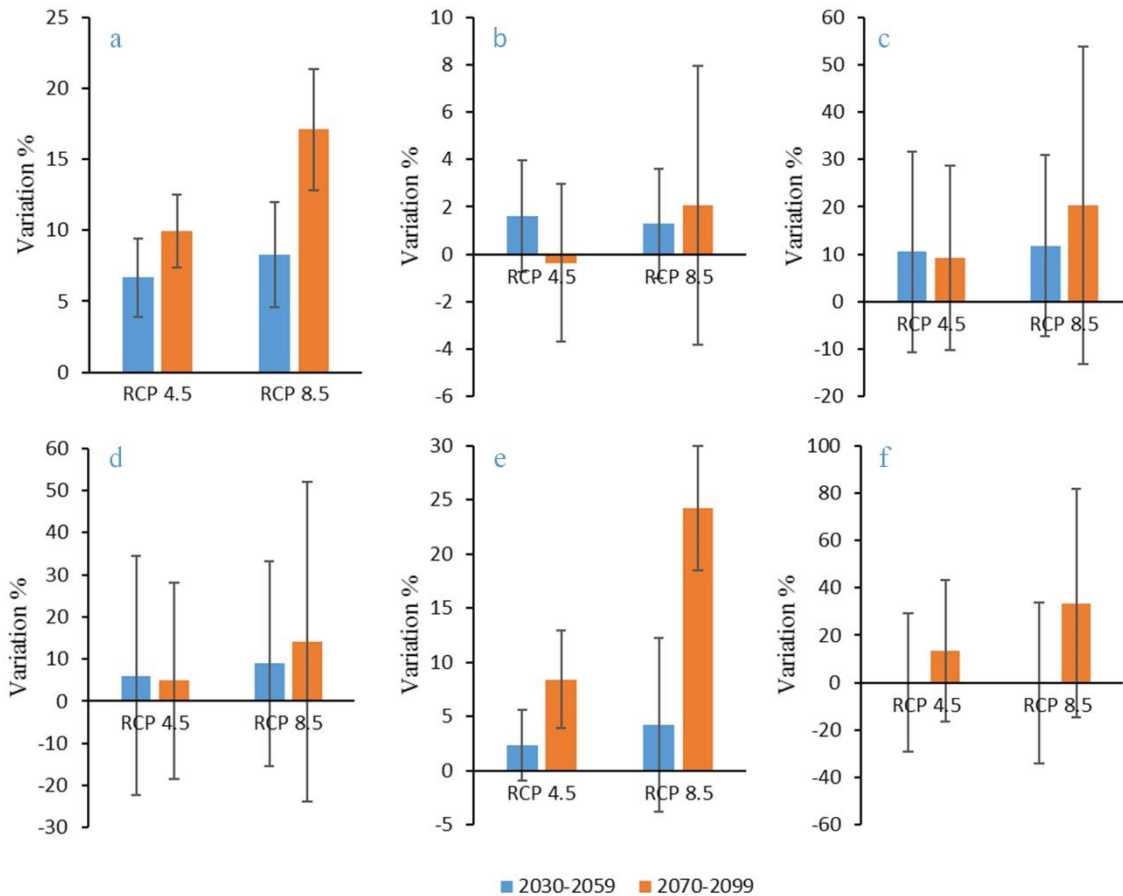 a
Variation %
25
20
15
10
5
0
RCP 4.5
RCP 8.5
b
Variation %
10
8
6
4
2
0
-2
-4
-6
RCP 4.5
RCP 8.5
c
Variation %
60
50
40
30
20
10
0
-10
-20
RCP 4.5
RCP 8.5
d
Variation %
60
50
40
30
20
10
0
-10
-20
-30
RCP 4.5
RCP 8.5
e
Variation %
30
25
20
15
10
5
0
-5
RCP 4.5
RCP 8.5
f
Variation %
100
80
60
40
20
0
-20
-40
-60
RCP 4.5
RCP 8.5
2030-2059
2070-2099